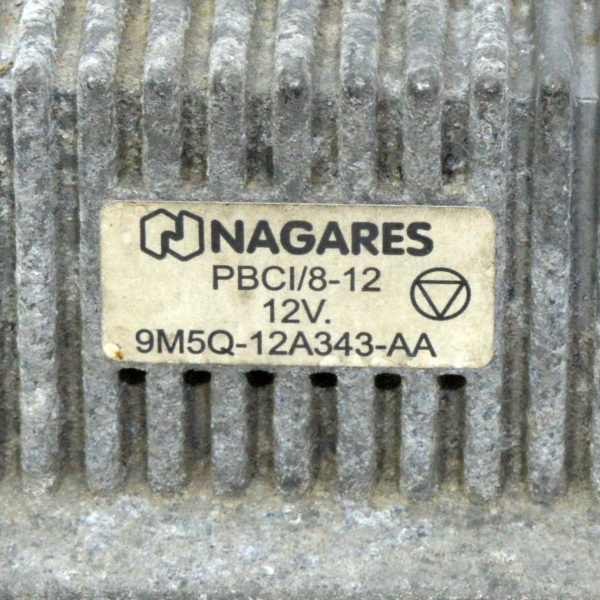 NAGARES
PBCI/8-12
12V.
9M5Q-12A343-AA